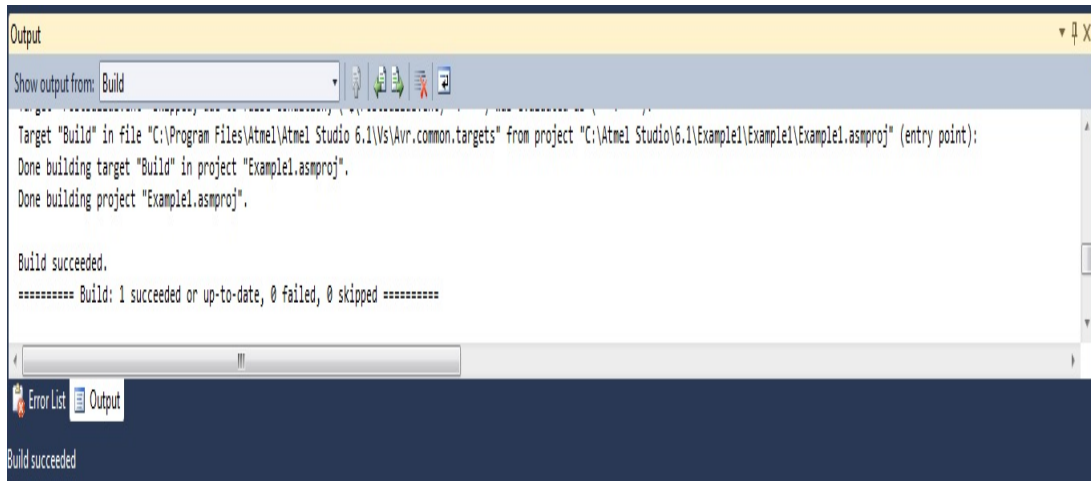 Output
Show output from: Build
Target "Build" in file "C:\Program Files\Atmel\Atmel Studio 6.1\Vs\Avr.common.targets" from project "C:\Atmel Studio\6.1\Example1\Example1\Example1.asmproj" (entry point):
Done building target "Build" in project "Example1.asmproj".
Done building project "Example1.asmproj".
Build succeeded.
========== Build: 1 succeeded or up-to-date, 0 failed, 0 skipped ==========
Error List Output
Build succeeded